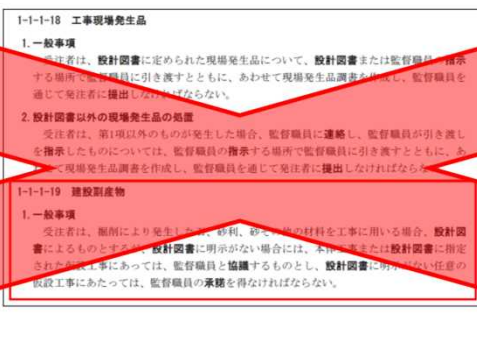 1-1-1-18 工事現場発生品
1. 一般事項
受注者は、設計図書に定められた現場発生品について、設計図書または監督職員の指示
する場所で監督職員に引き渡すとともに、あわせて現場発生品調書を作成し、監督職員を
通じて発注者に提出しなければならない。
2. 設計図書以外の現場発生品の処置
受注者は、第1項以外のものが発生した場合、監督職員に連絡し、監督職員が引き渡し
を指示したものについては、監督職員の指示する場所で監督職員に引き渡すとともに、あ
わせて現場発生品調書を作成し、監督職員を通じて発注者に提出しなければならない。
1-1-1-19 建設副産物
1. 一般事項
受注者は、掘削により発生した石、砂利、砂その他の材料を工事に用いる場合、設計図
書によるものとするが、設計図書に明示がない場合には、本体工事または設計図書に指定
された仮設工事にあっては、監督職員と協議するものとし、設計図書に明示がない任意の
仮設工事にあたっては、監督職員の承諾を得なければならない。